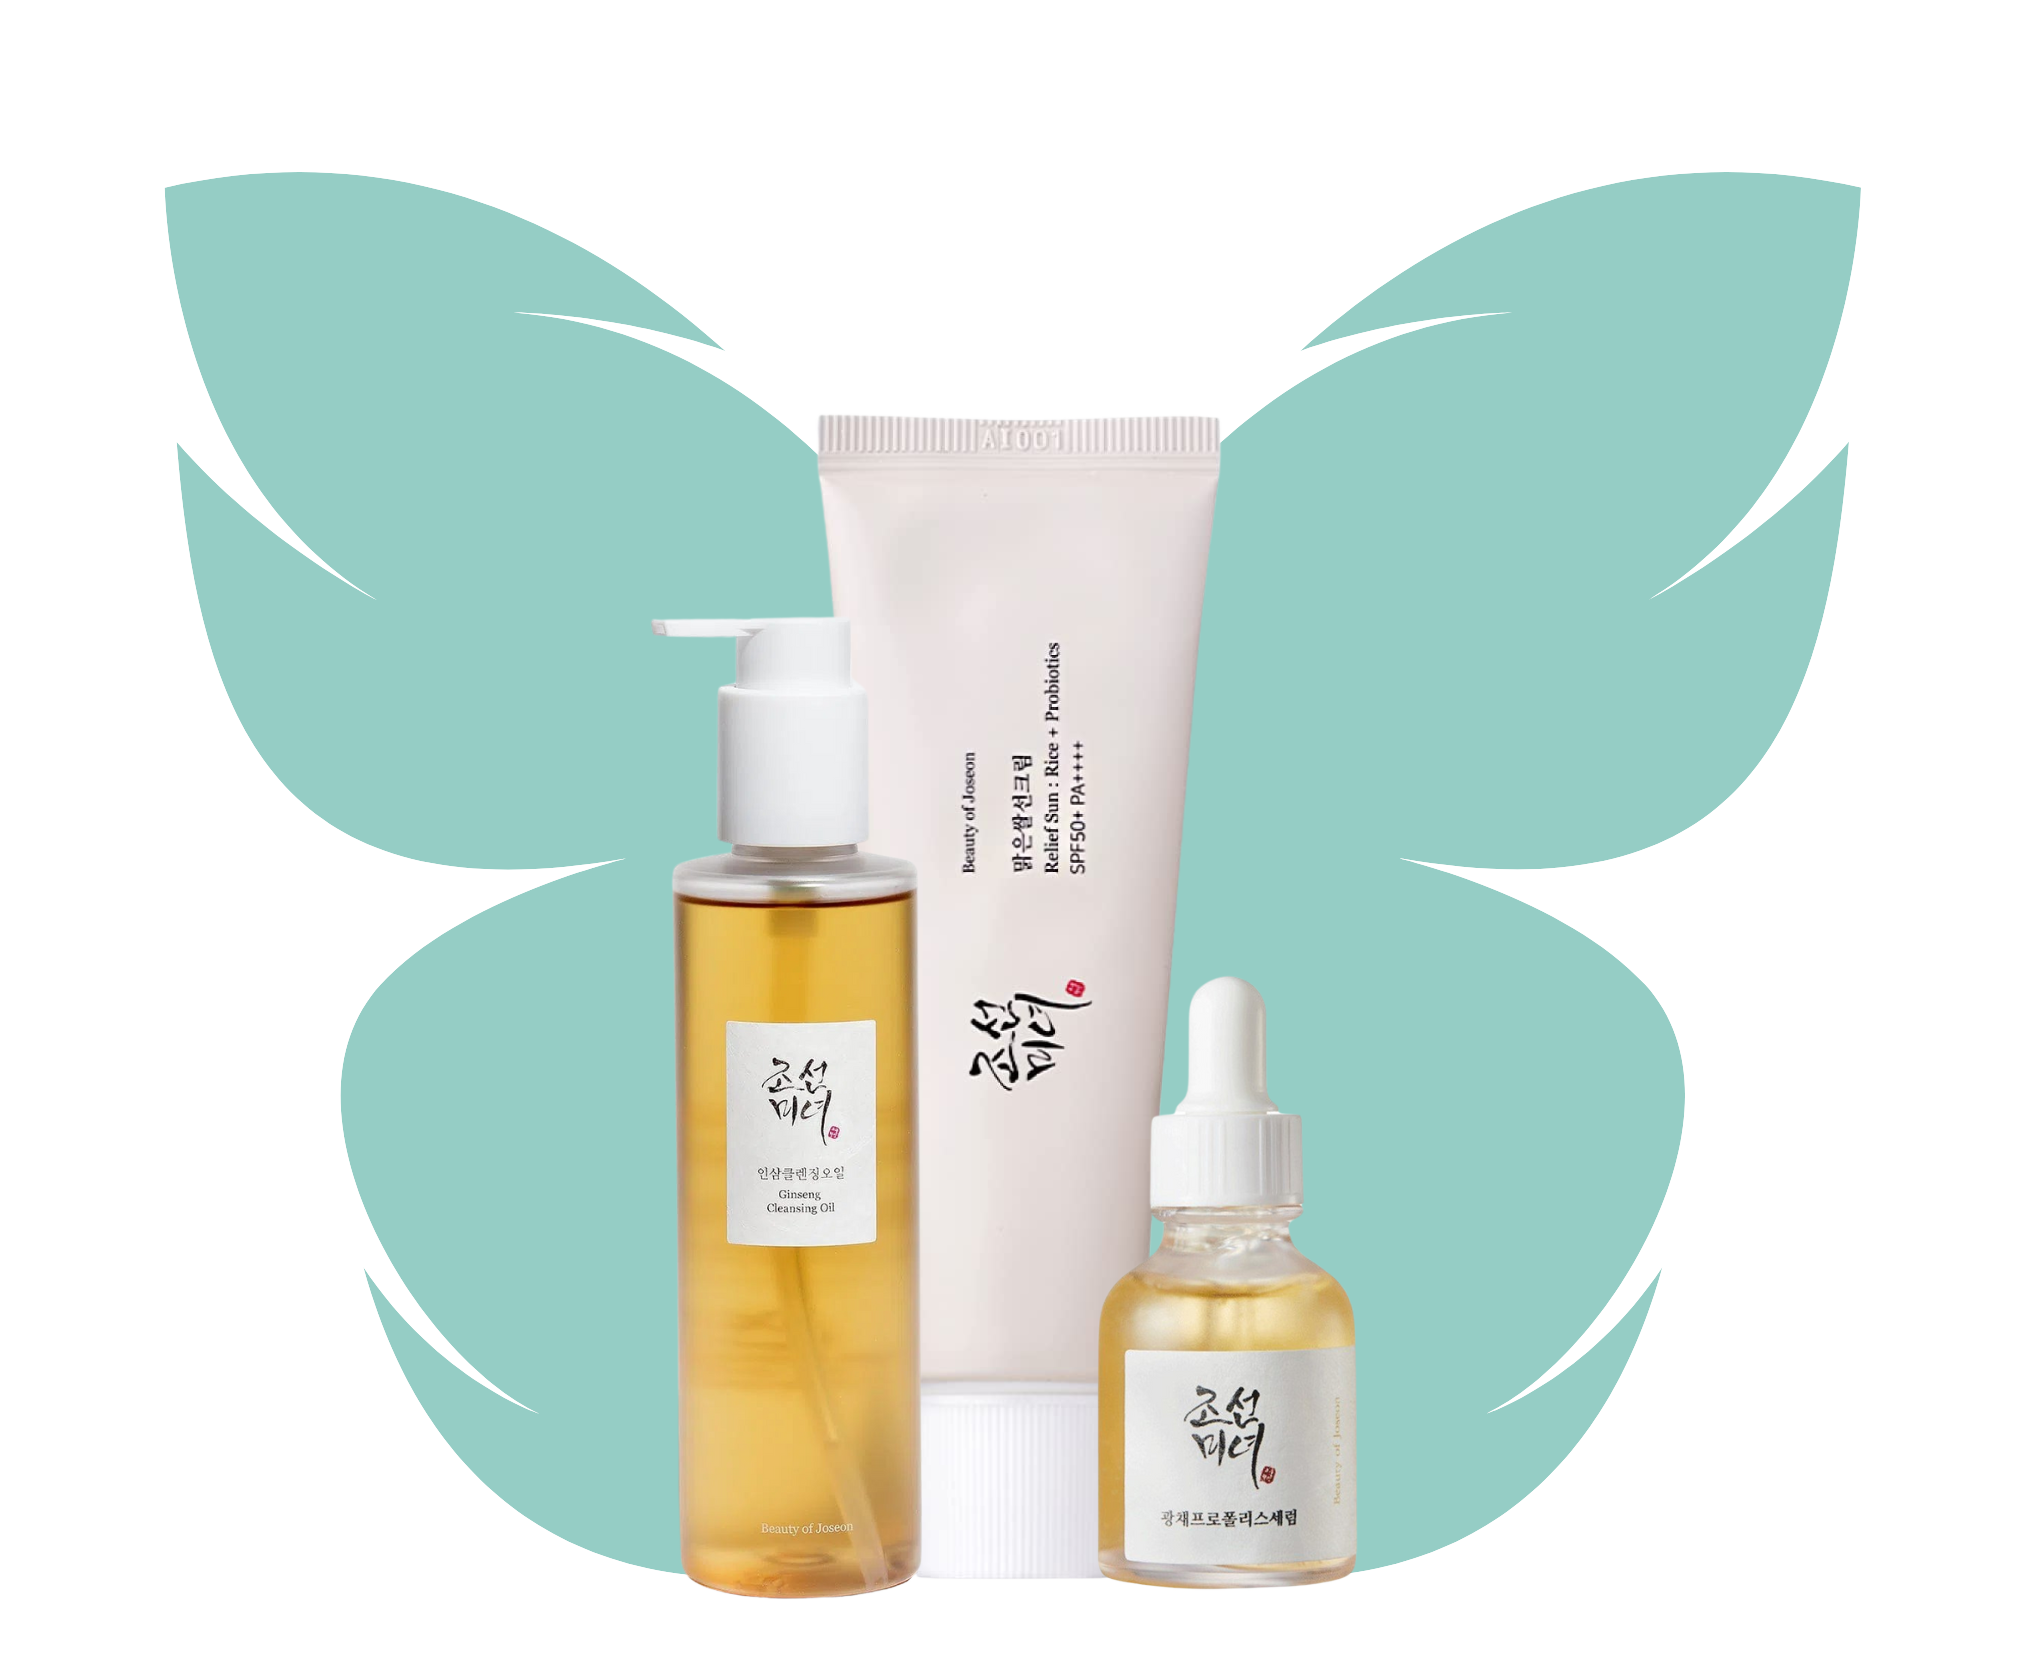 AI001
Beauty of Joseon
맑은쌀선크림
Relief Sun : Rice + Probiotics
SPF50+ PA++++
조선
미녀
조선
미녀
인삼클렌징오일
Ginseng
Cleansing Oil
Beauty of Joseon
조선
미녀
광채프로폴리스세럼
Beauty of Joseon